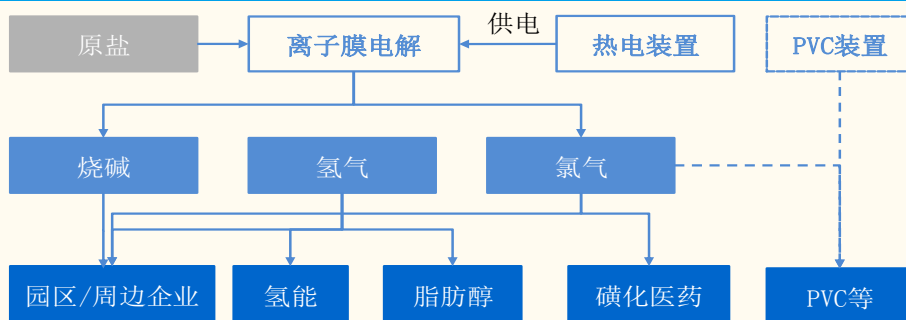 原盐
离子膜电解
供电
热电装置
PVC装置
烧碱
氢气
氯气
园区/周边企业
氢能
脂肪醇
磺化医药
PVC等